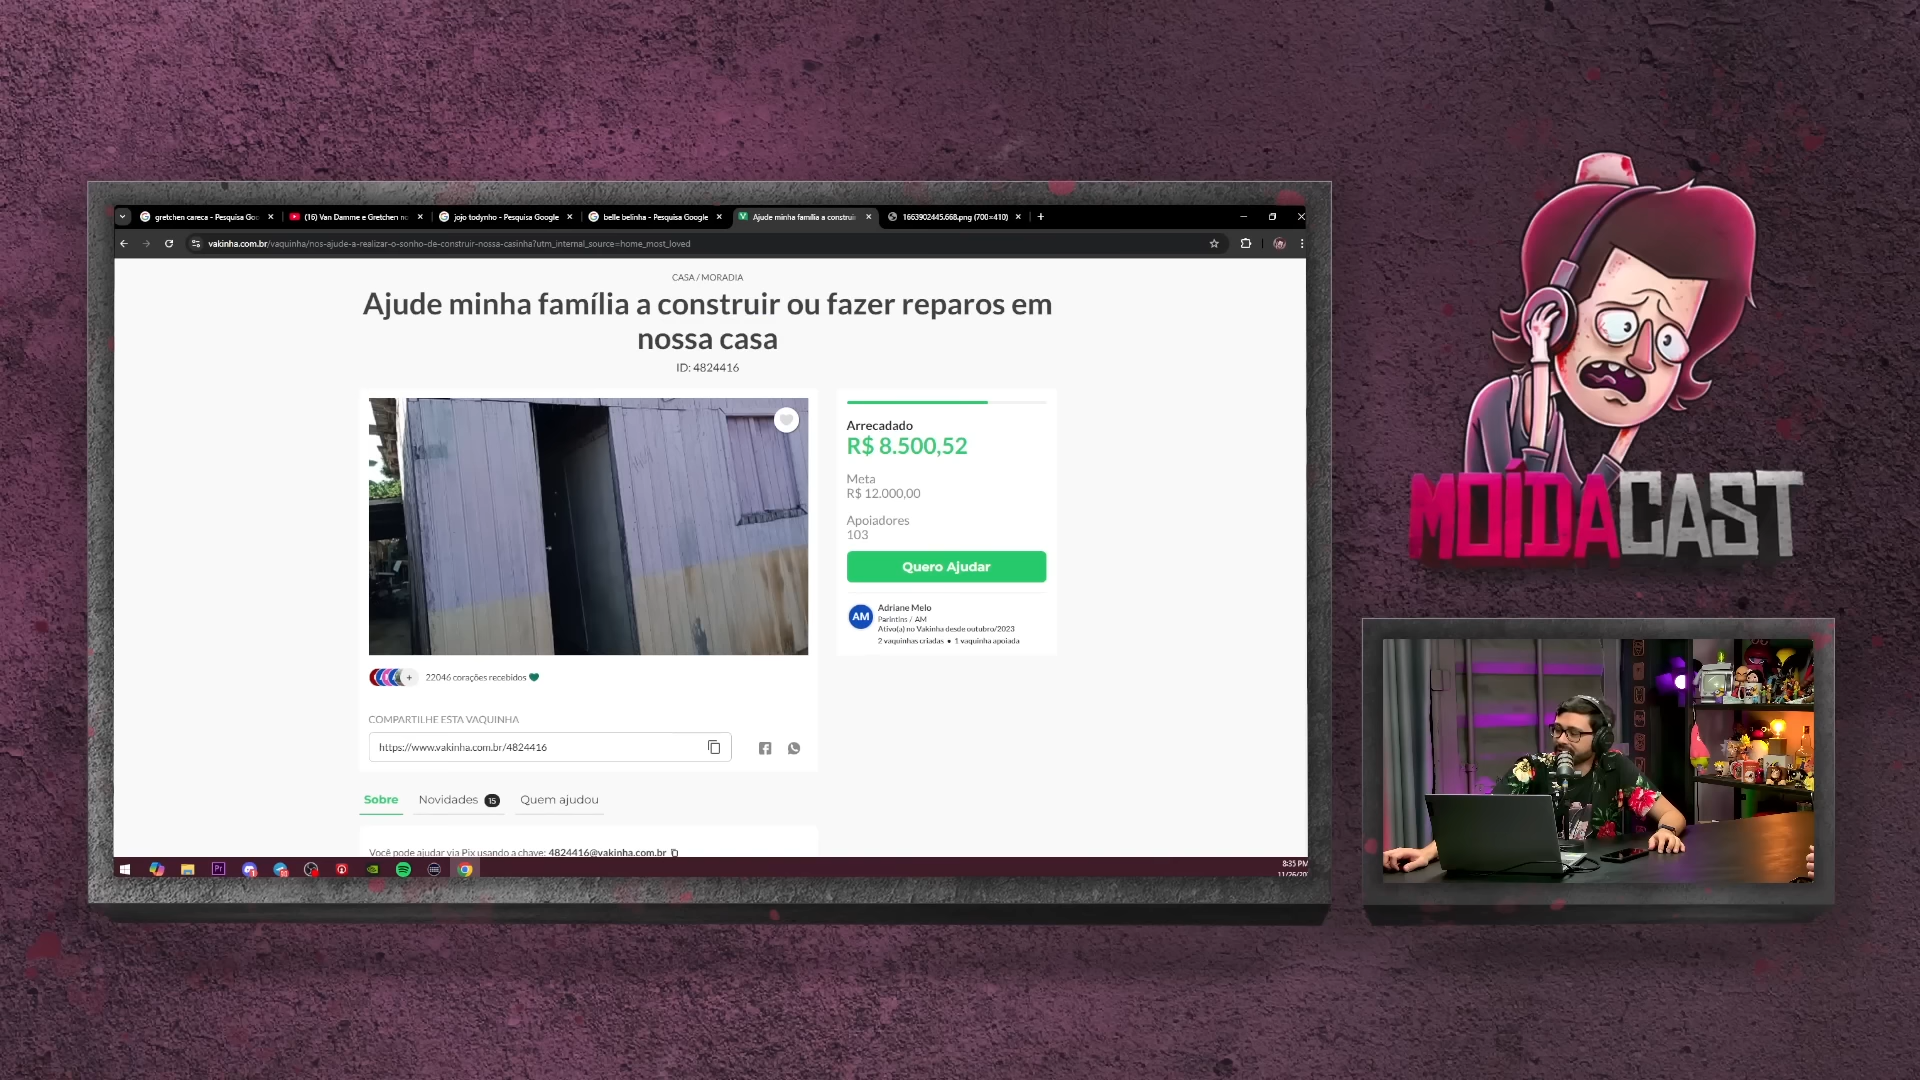 gretchen careca - Pesquisa Goo
(16) Van Damme e Gretchen no
jojo todynho - Pesquisa Google
belle belinha - Pesquisa Google
Ajude minha família a construir
1663902445.668.png (700×410)
vakinha.com.br/vaquinha/nos-ajude-a-realizar-o-sonho-de-construir-nossa-casinha?utm_internal_source=home_most_loved
CASA / MORADIA
Ajude minha família a construir ou fazer reparos em
nossa casa
ID: 4824416
Arrecadado
R$ 8.500,52
Meta
R$ 12.000,00
Apoiadores
103
Quero Ajudar
AM
Adriane Melo
Parintins / AM
Ativo(a) no Vakinha desde outubro/2023
2 vaquinhas criadas • 1 vaquinha apoiada
22046 corações recebidos
COMPARTILHE ESTA VAQUINHA
https://www.vakinha.com.br/4824416
Sobre
Novidades 15
Quem ajudou
Você pode ajudar via Pix usando a chave: 4824416@vakinha.com.br
8:35 PM
MOÍDACAST